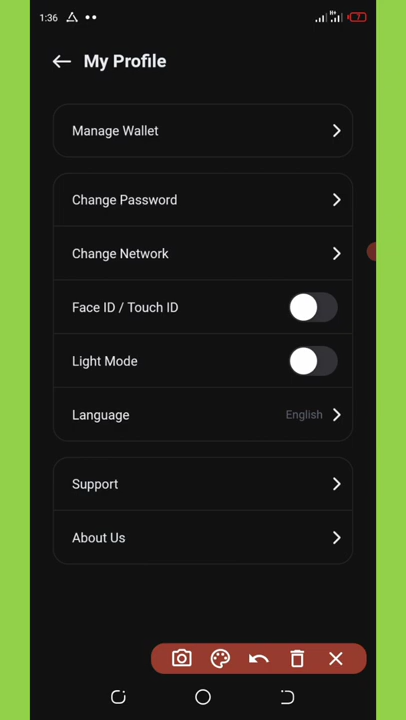 1:36
7
My Profile
Manage Wallet
Change Password
Change Network
Face ID / Touch ID
Light Mode
Language English
Support
About Us